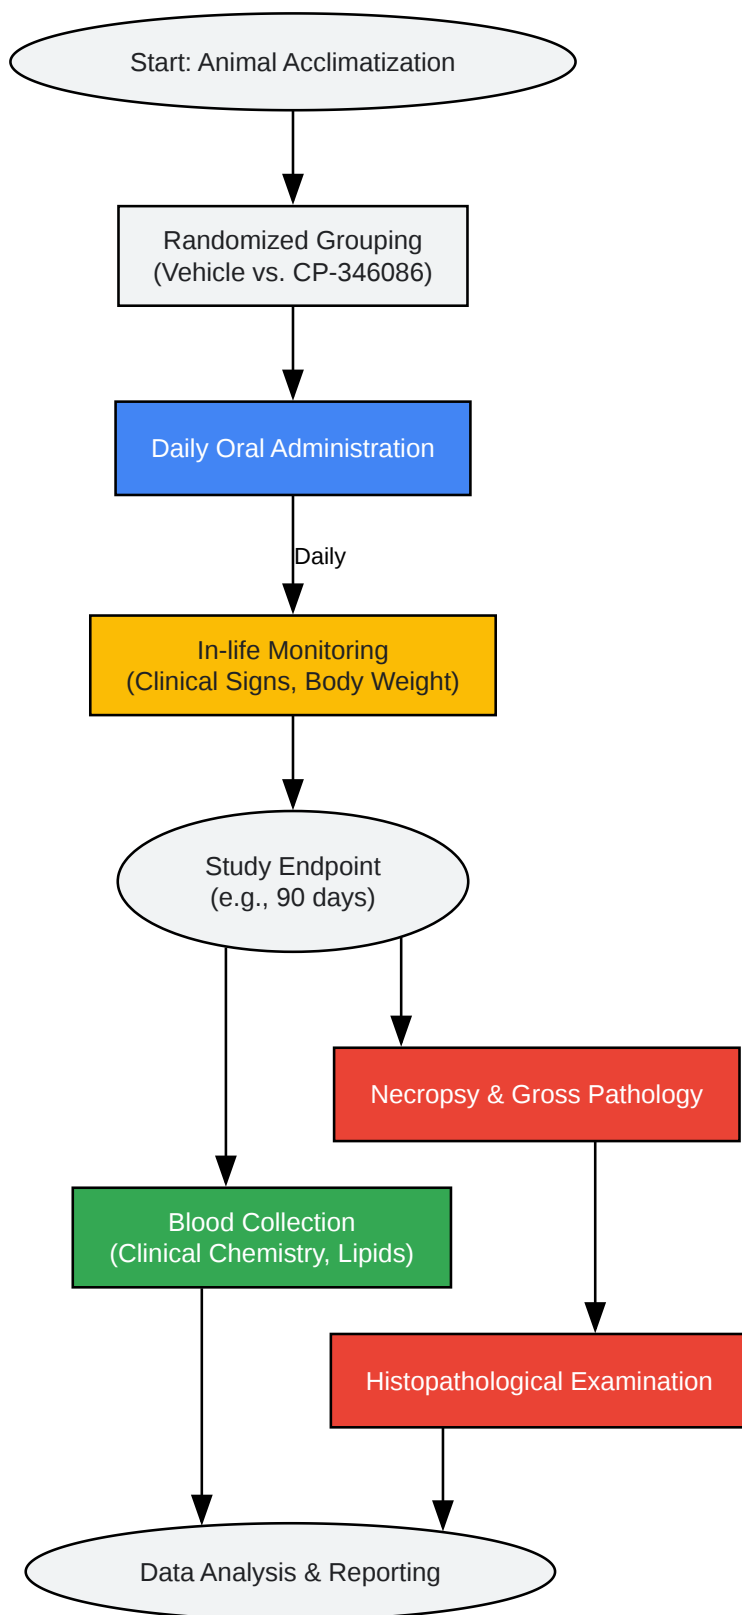 Start: Animal Acclimatization
Randomized Grouping
(Vehicle vs. CP-346086)
Daily Oral Administration
Daily
In-life Monitoring
(Clinical Signs, Body Weight)
Study Endpoint
(e.g., 90 days)
Necropsy & Gross Pathology
Blood Collection
(Clinical Chemistry, Lipids)
Histopathological Examination
Data Analysis & Reporting